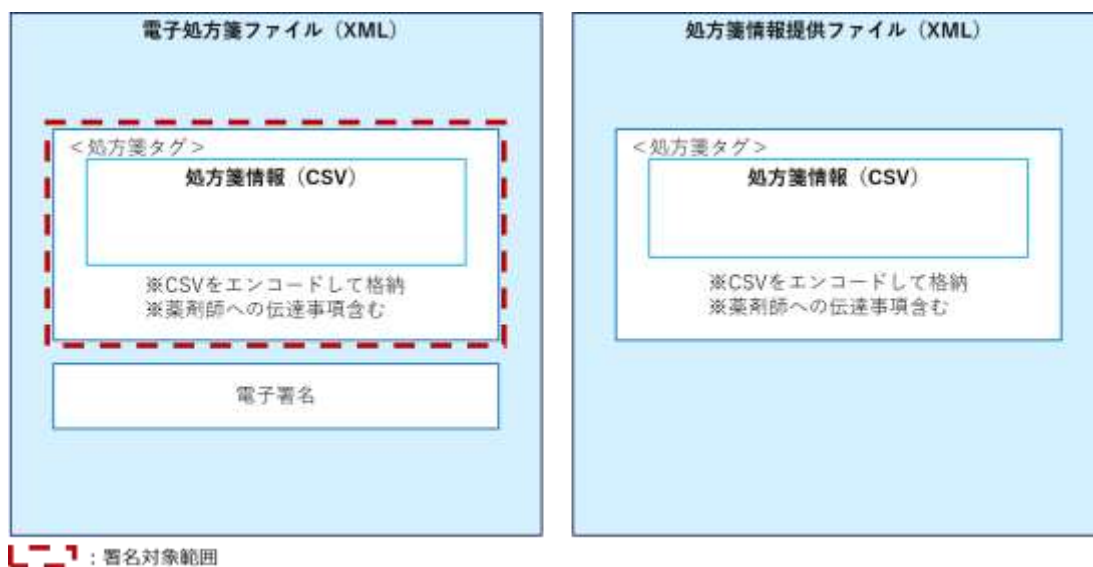 電子処方箋ファイル（XML）
<処方箋タグ>
処方箋情報（CSV）
※CSVをエンコードして格納
※薬剤師への伝達事項含む
電子署名
処方箋情報提供ファイル（XML）
<処方箋タグ>
処方箋情報（CSV）
※CSVをエンコードして格納
※薬剤師への伝達事項含む
：署名対象範囲